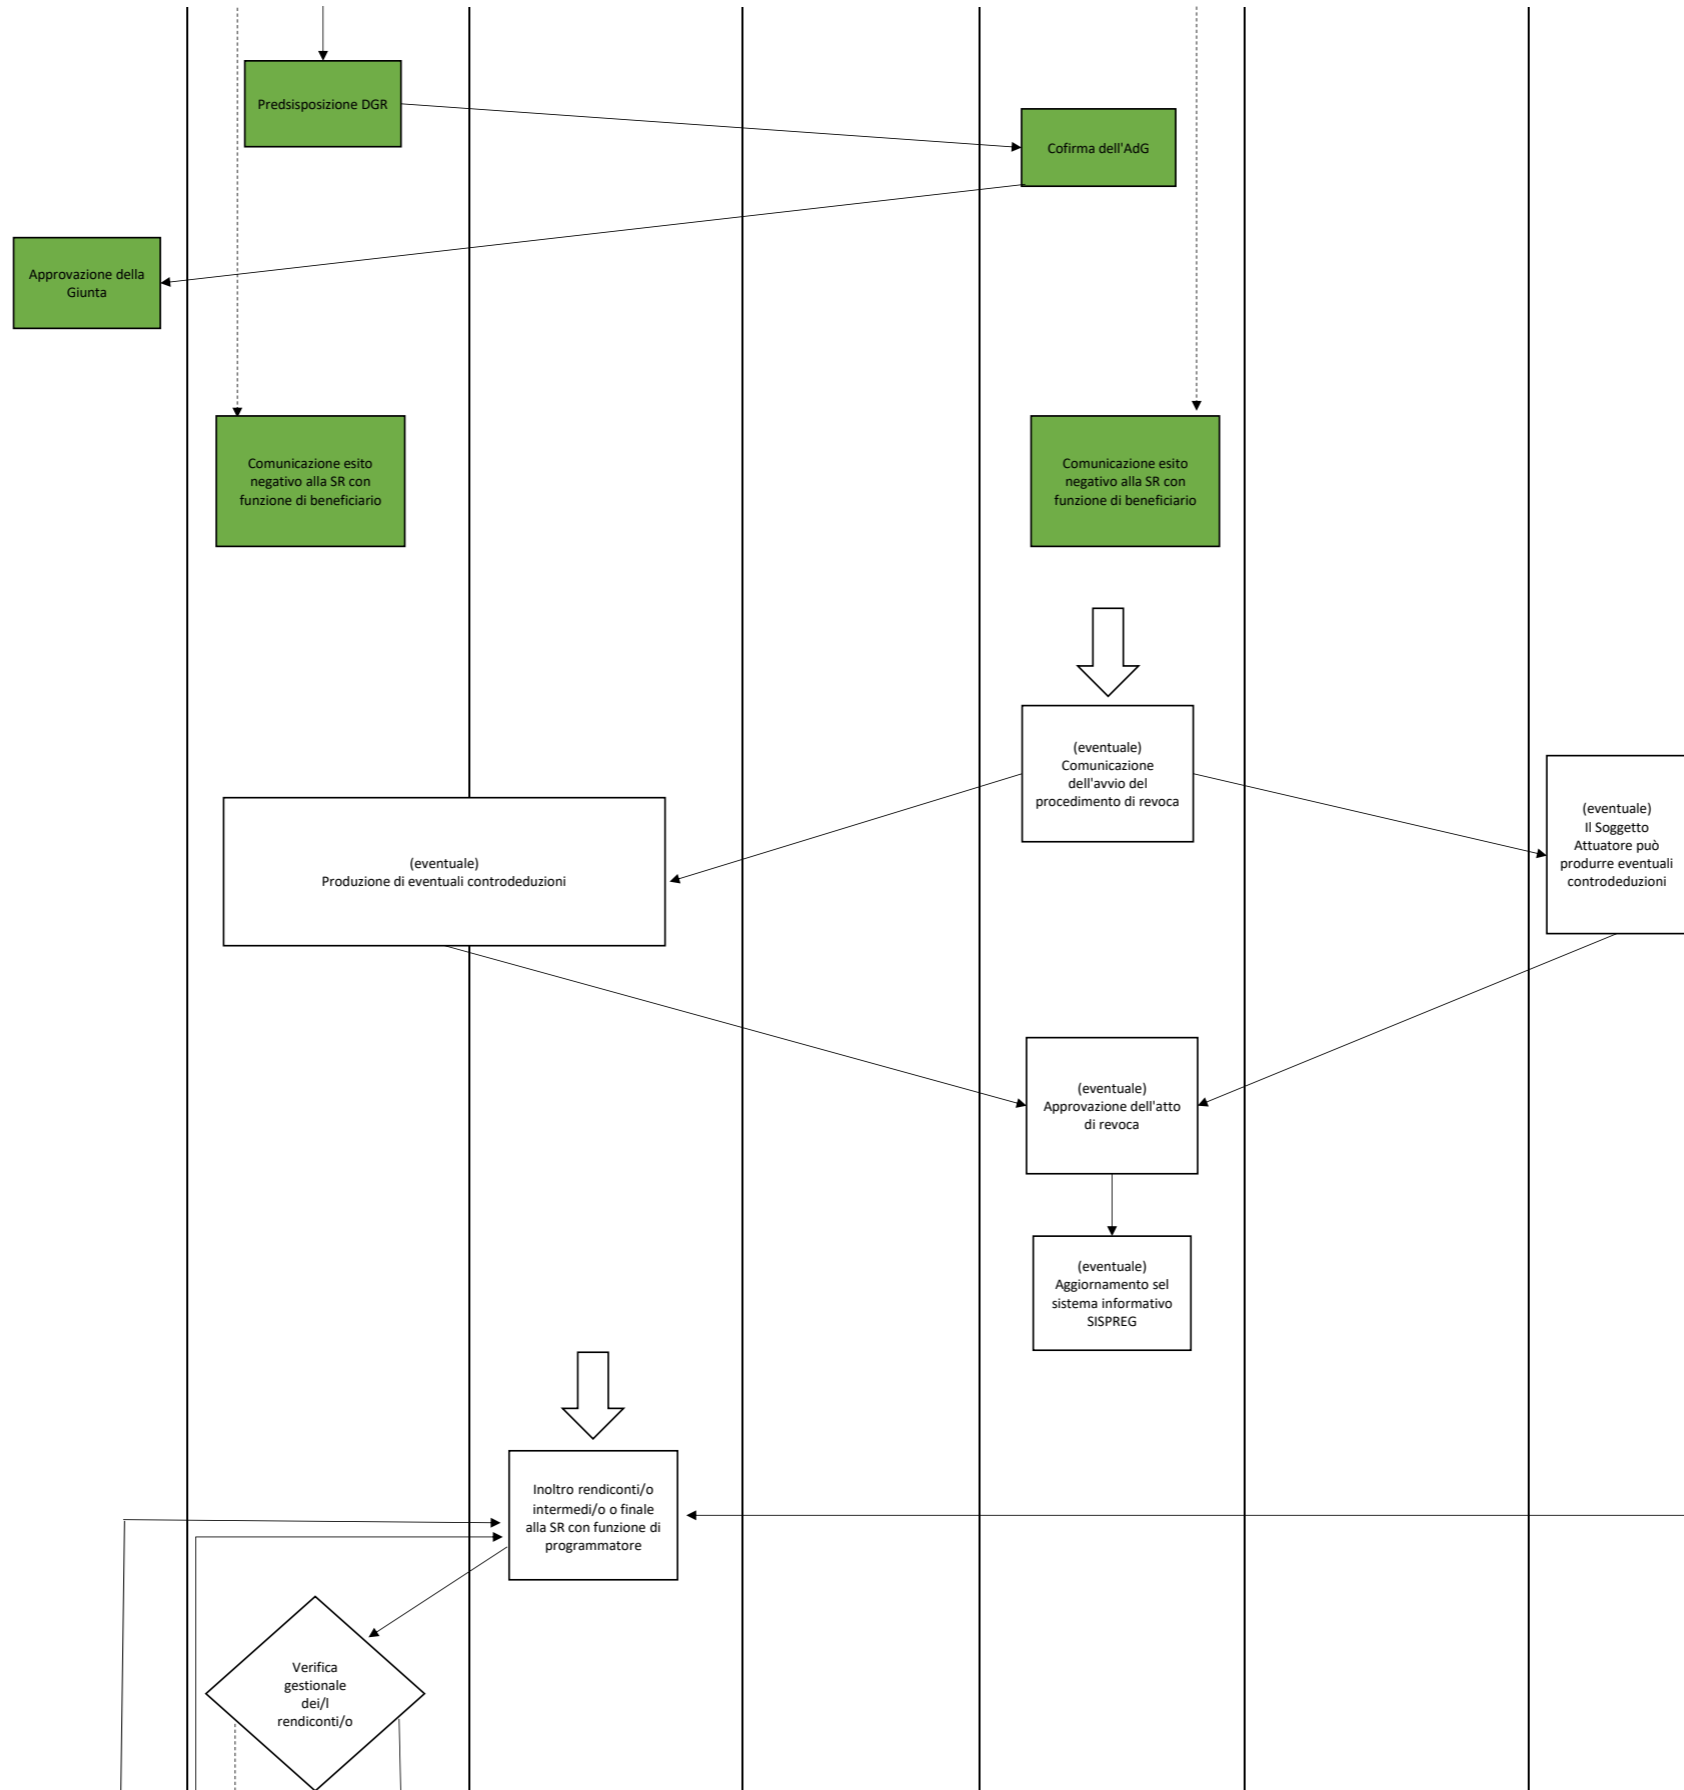 Predsisposizione DGR
Cofirma dell'AdG
Approvazione della
Giunta
Comunicazione esito
negativo alla SR con
funzione di beneficiario
Comunicazione esito
negativo alla SR con
funzione di beneficiario
(eventuale)
Comunicazione
dell'avvio del
procedimento di revoca
(eventuale)
Il Soggetto
Attuatore può
produrre eventuali
controdeduzioni
(eventuale)
Produzione di eventuali controdeduzioni
(eventuale)
Approvazione dell'atto
di revoca
(eventuale)
Aggiornamento sel
sistema informativo
SISPREG
Inoltro rendiconti/o
intermedi/o o finale
alla SR con funzione di
programmatore
Verifica
gestionale
dei/l
rendiconti/o